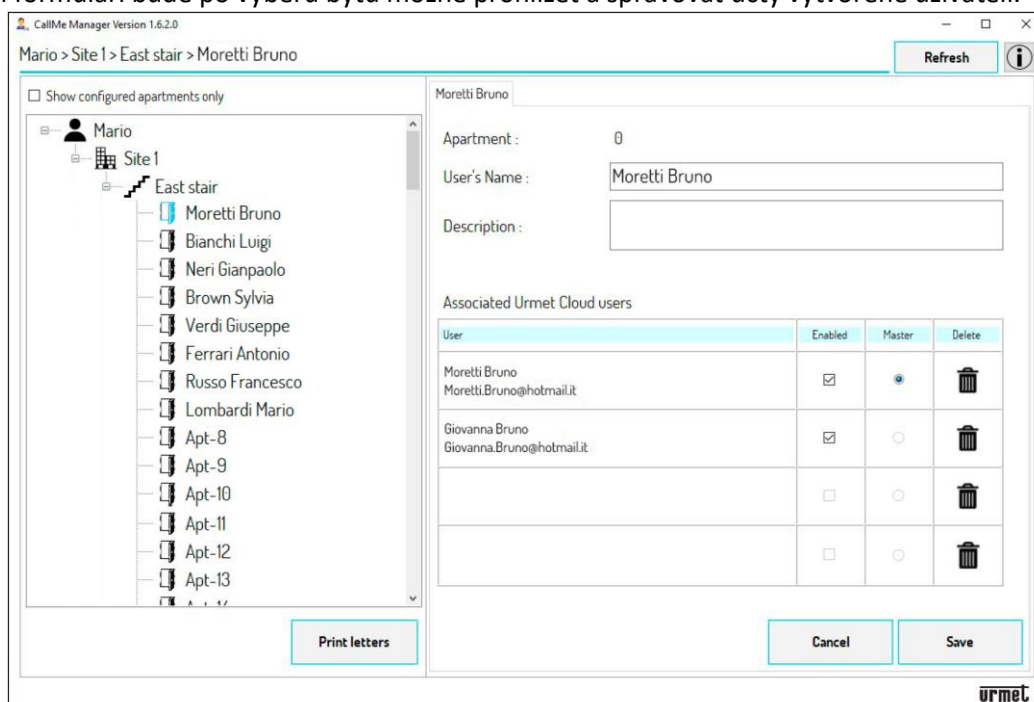 CallMe Manager Version 1.6.2.0
Mario > Site 1 > East stair > Moretti Bruno
Refresh
Show configured apartments only
Mario
Site 1
East stair
Moretti Bruno
Bianchi Luigi
Neri Gianpaolo
Brown Sylvia
Verdi Giuseppe
Ferrari Antonio
Russo Francesco
Lombardi Mario
Apt-8
Apt-9
Apt-10
Apt-11
Apt-12
Apt-13
Print letters
Moretti Bruno
Apartment : 0
User's Name : Moretti Bruno
Description :
Associated Urmet Cloud users
User Enabled Master Delete
Moretti Bruno
Moretti.Bruno@hotmail.it
Giovanna Bruno
Giovanna.Bruno@hotmail.it
Cancel Save
urmet